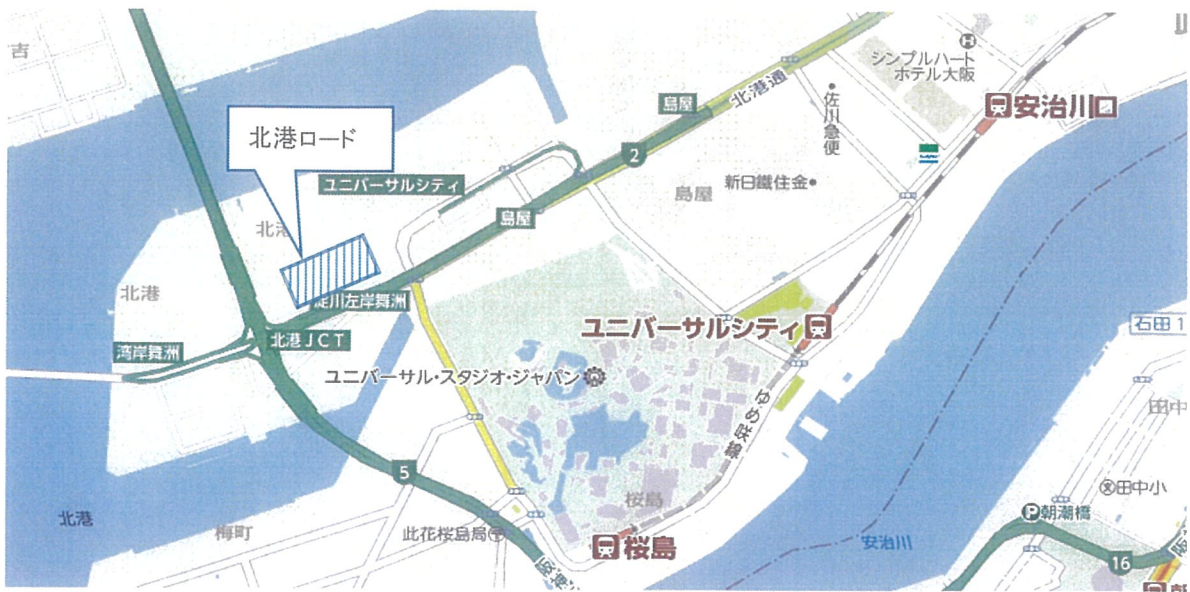 吉
北港ロード
ユニバーサルシティ
島屋
北港通
シンプルハート
ホテル大阪
佐川急便
安治川口
2
島屋
新日鐵住金
島屋
北港
北港
淀川左岸舞洲
北港JCT
湾岸舞洲
ユニバーサルシティ
ユニバーサル・スタジオ・ジャパン
ゆめ咲線
石田1
田中
5
桜島
田中小
朝潮橋
北港
梅町
此花桜島局
桜島
安治川
16